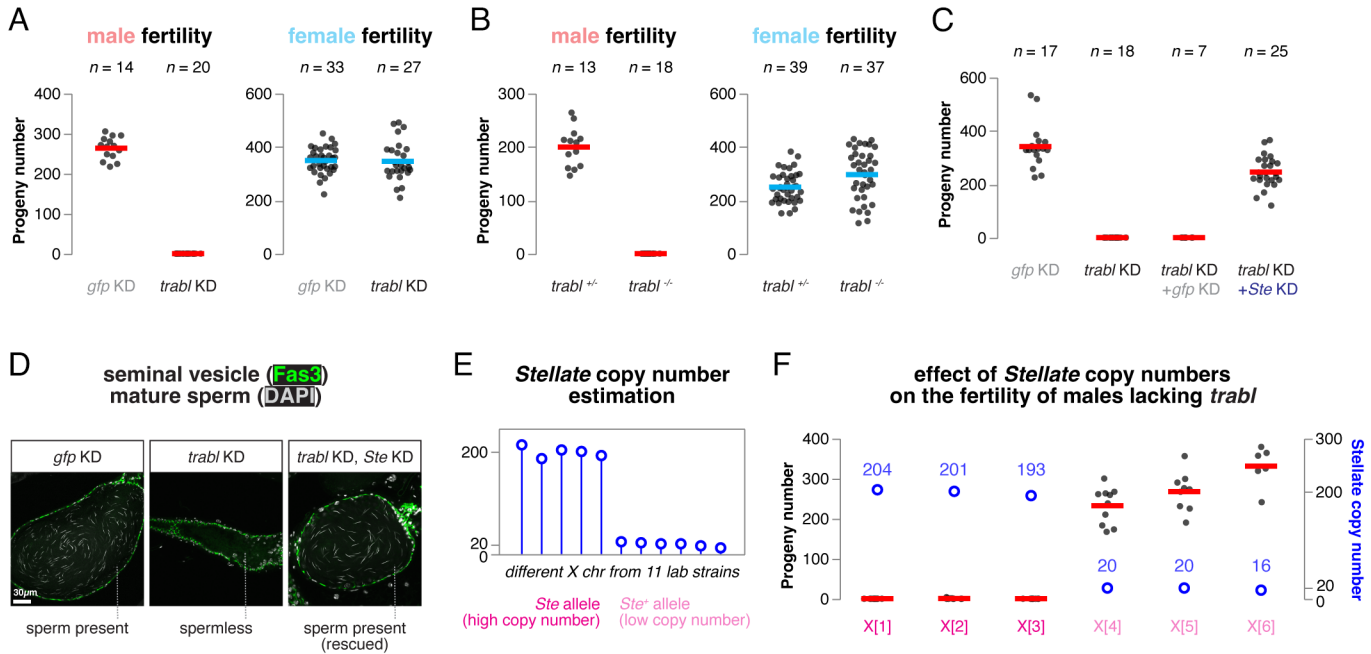 A
male fertility
female fertility
n = 14
n = 20
n = 33
n = 27
Progeny number
400
300
200
100
0
600
400
200
0
gfp KD
trabl KD
gfp KD
trabl KD
B
male fertility
female fertility
n = 13
n = 18
n = 39
n = 37
Progeny number
300
200
100
0
600
400
200
0
trabl +/-
trabl -/-
trabl +/-
trabl -/-
C
n = 17
n = 18
n = 7
n = 25
Progeny number
600
400
200
0
gfp KD
trabl KD
trabl KD
+gfp KD
trabl KD
+Ste KD
D
seminal vesicle (Fas3)
mature sperm (DAPI)
gfp KD
trabl KD
trabl KD, Ste KD
30µm
sperm present
spermless
sperm present
(rescued)
E
Stellate copy number
estimation
200
20
0
different X chr from 11 lab strains
Ste allele
(high copy number)
Ste+ allele
(low copy number)
F
effect of Stellate copy numbers
on the fertility of males lacking trabl
Progeny number
400
300
200
100
0
204
201
193
20
20
16
300
200
20
0
Stellate copy number
X[1]
X[2]
X[3]
X[4]
X[5]
X[6]